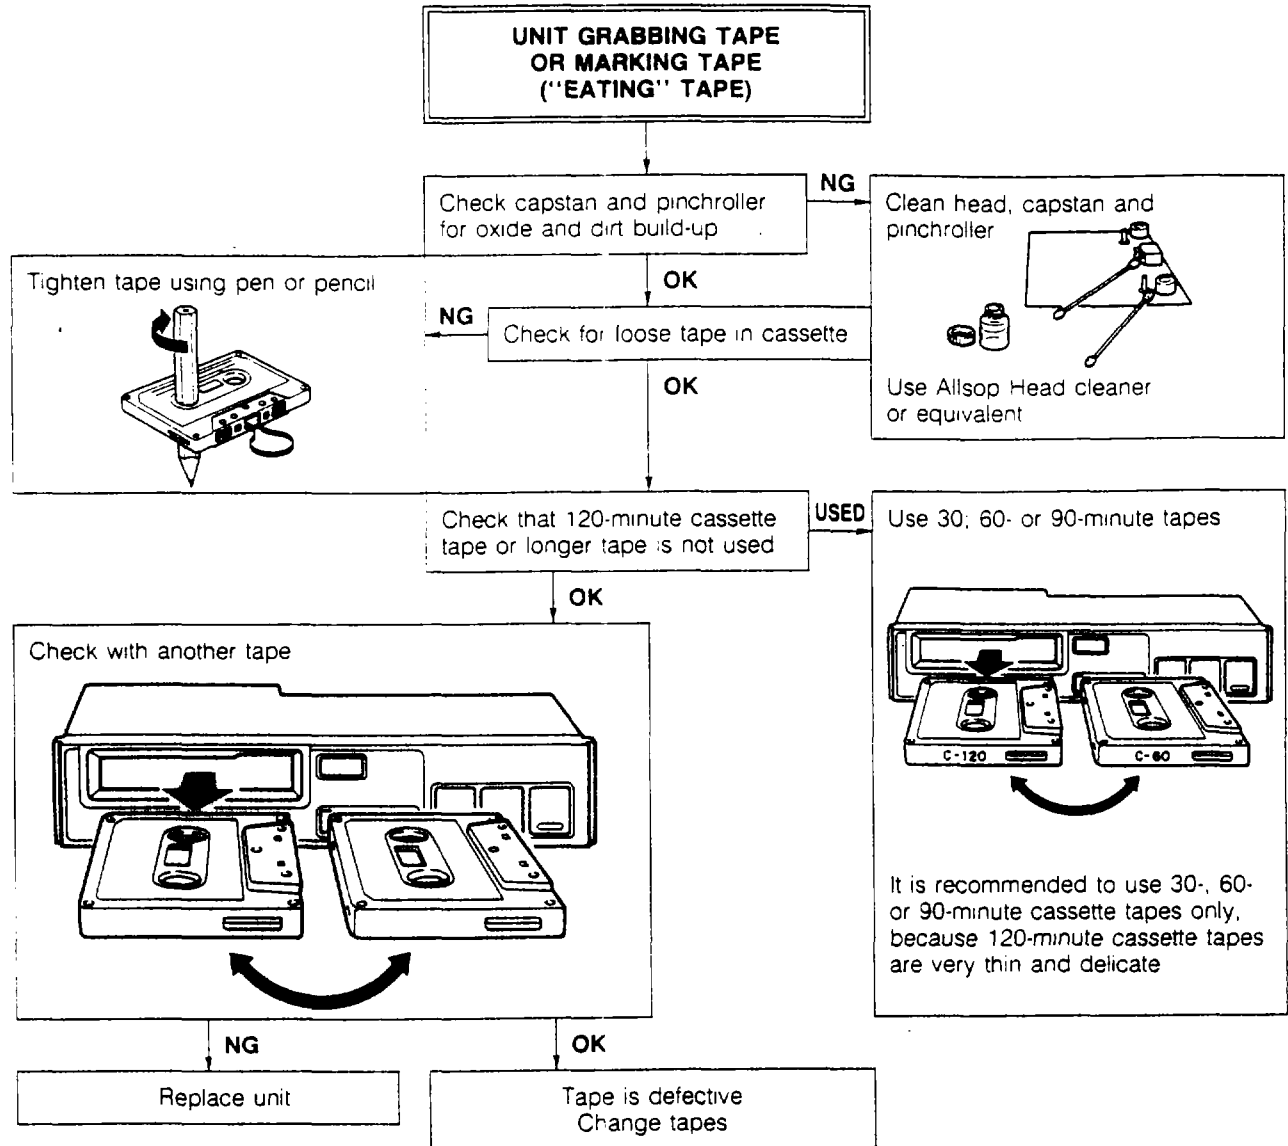 UNIT GRABBING TAPE
OR MARKING TAPE
("EATING" TAPE)
Check capstan and pinchroller
for oxide and dirt build-up
NG
Clean head, capstan and
pinchroller
Use Allsop Head cleaner
or equivalent
OK
Check for loose tape in cassette
NG
Tighten tape using pen or pencil
OK
Check that 120-minute cassette
tape or longer tape is not used
USED
Use 30; 60- or 90-minute tapes
C-120
C-60
It is recommended to use 30-, 60-
or 90-minute cassette tapes only,
because 120-minute cassette tapes
are very thin and delicate
OK
Check with another tape
NG
Replace unit
OK
Tape is defective
Change tapes